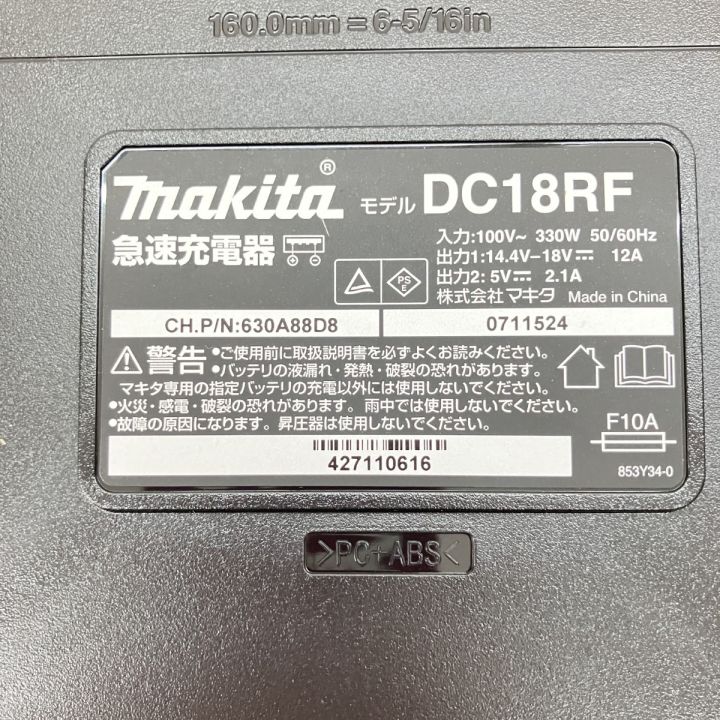 160.0mm = 6-5/16in
makita® モデル DC18RF
急速充電器
入力:100V~ 330W 50/60Hz
出力1:14.4V–18V⎓ 12A
出力2: 5V⎓ 2.1A
株式会社 マキタ Made in China
PS
E
CH.P/N:630A88D8 0711524
⚠警告 •ご使用前に取扱説明書を必ずよくお読みください。
•バッテリの液漏れ・発熱・破裂の恐れがあります。
マキタ専用の指定バッテリの充電以外には使用しないでください。
•火災・感電・破裂の恐れがあります。雨中では使用しないでください。
•故障の原因になります。昇圧器は使用しないでください。
F10A
427110616
853Y34-0
>PC+ABS<